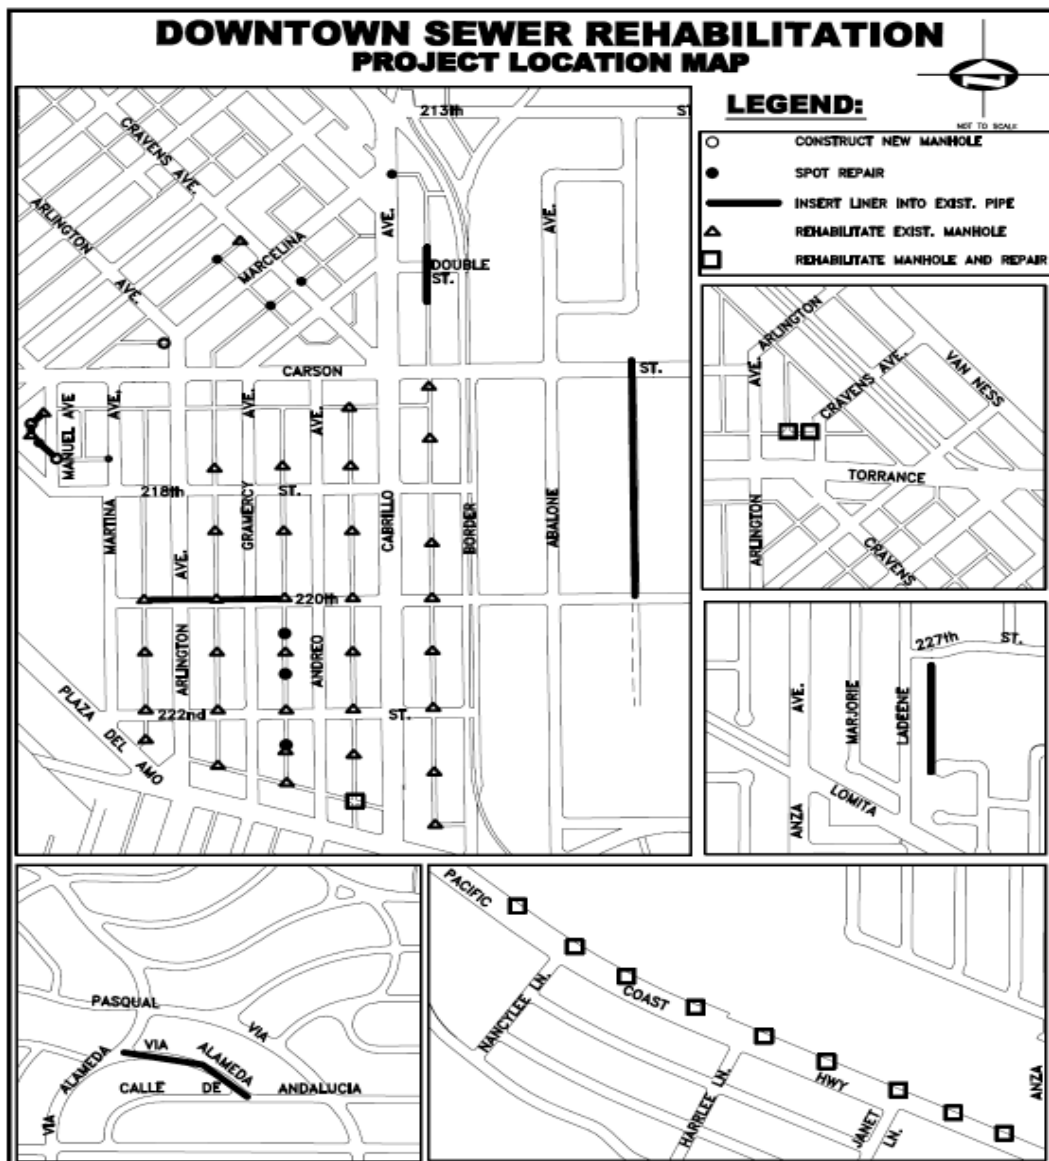 DOWNTOWN SEWER REHABILITATION
PROJECT LOCATION MAP
LEGEND:
NOT TO SCALE
CONSTRUCT NEW MANHOLE
SPOT REPAIR
INSERT LINER INTO EXIST. PIPE
REHABILITATE EXIST. MANHOLE
REHABILITATE MANHOLE AND REPAIR
213th
ST
CRAVENS AVE.
ARLINGTON
AVE.
MARCELINA
AVE.
AVE.
DOUBLE
ST.
CARSON
ST.
MANUEL AVE
AVE.
AVE.
AVE.
218th
ST.
MARTINA
AVE.
GRAMERCY
CABRILLO
BORDER
ABALONE
220th
ARLINGTON
ANDREO
222nd
ST.
PLAZA
DEL AMO
ARLINGTON
AVE.
CRAVENS AVE.
VAN NESS
TORRANCE
ARLINGTON
CRAVENS
227th
ST.
AVE.
MARJORIE
LADEENE
LOMITA
ANZA
PASQUAL
VIA
VIA
ALAMEDA
ALAMEDA
CALLE
DE
ANDALUCIA
VIA
PACIFIC
COAST
HWY
NANCYLEE LN.
HARRLEE LN.
JANET
LN.
ANZA